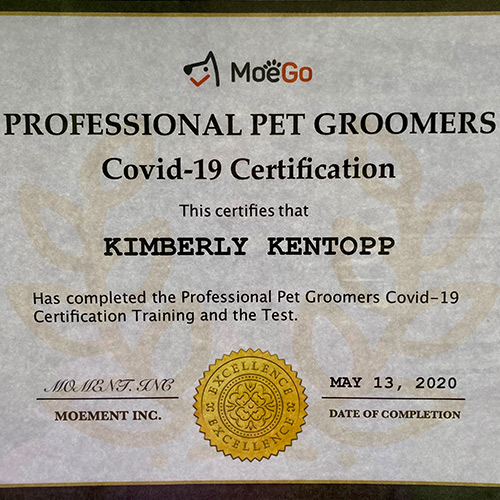 MoeGo
PROFESSIONAL PET GROOMERS
Covid-19 Certification
This certifies that
KIMBERLY KENTOPP
Has completed the Professional Pet Groomers Covid-19
Certification Training and the Test.
MOMENT. INC
MOEMENT INC.
EXCELLENCE
EXCELLENCE
MAY 13, 2020
DATE OF COMPLETION